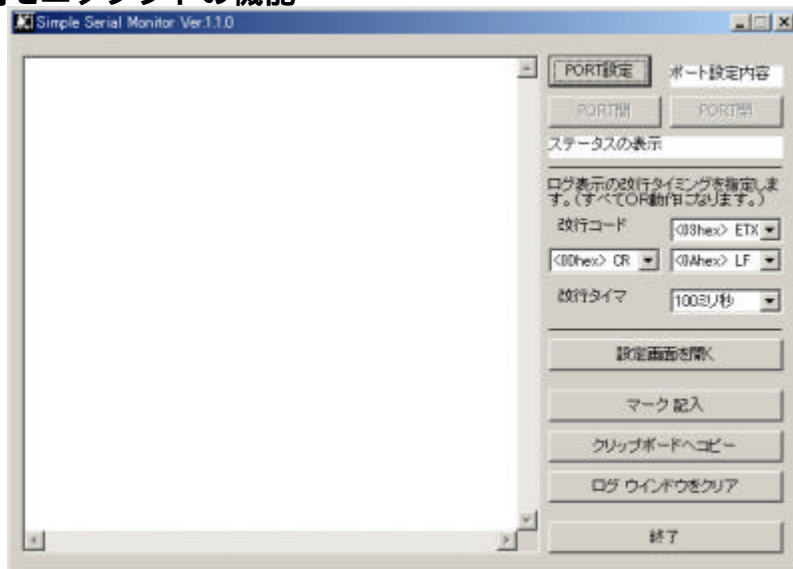 の機能
Simple Serial Monitor Ver.1.1.0
PORT設定 ポート設定内容
PORT開 PORT閉
ステータスの表示
ログ表示の改行タイミングを指定しま
す。(すべてOR動作になります。)
改行コード <03hex> ETX
<0Dhex> CR <0Ahex> LF
改行タイマ 100ミリ秒
設定画面を開く
マーク記入
クリップボードへコピー
ログ ウインドウをクリア
終了